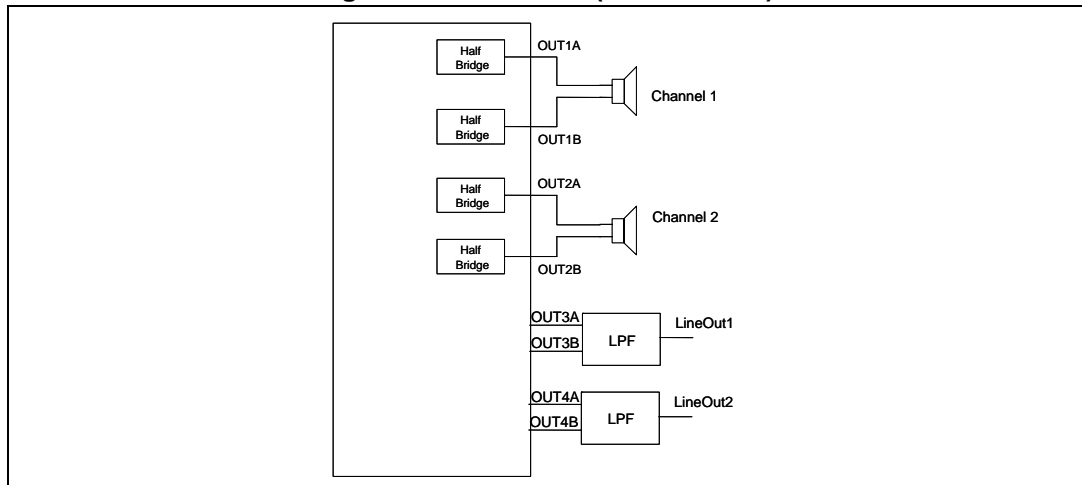 Half
Bridge
OUT1A
Channel 1
Half
Bridge
OUT1B
Half
Bridge
OUT2A
Channel 2
Half
Bridge
OUT2B
OUT3A
OUT3B
LPF
LineOut1
OUT4A
OUT4B
LPF
LineOut2